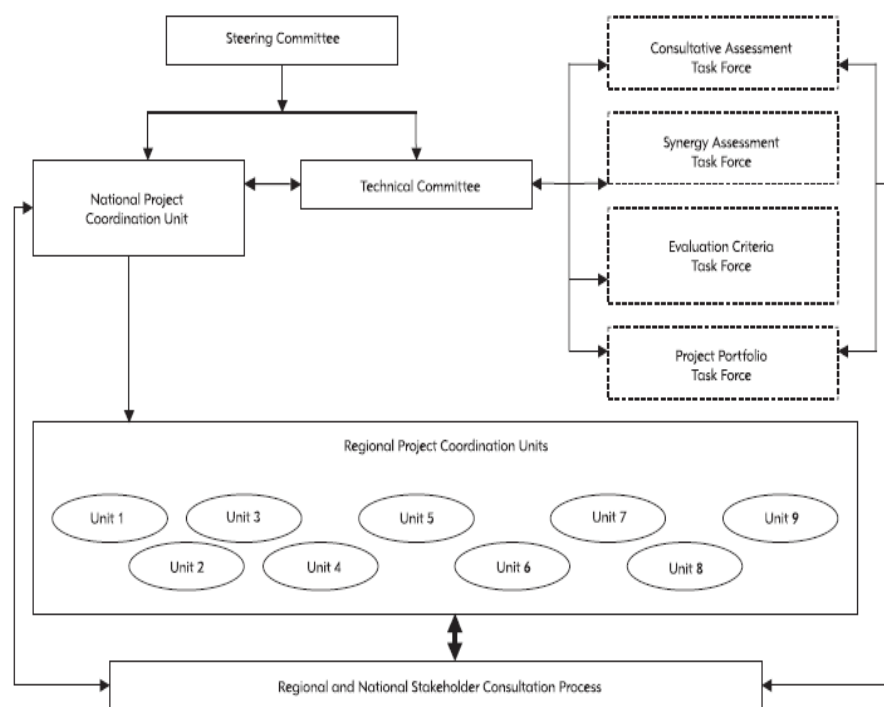 Steering Committee
Consultative Assessment
Task Force
Synergy Assessment
Task Force
National Project
Coordination Unit
Technical Committee
Evaluation Criteria
Task Force
Project Portfolio
Task Force
Regional Project Coordination Units
Unit 1
Unit 3
Unit 5
Unit 7
Unit 9
Unit 2
Unit 4
Unit 6
Unit 8
Regional and National Stakeholder Consultation Process